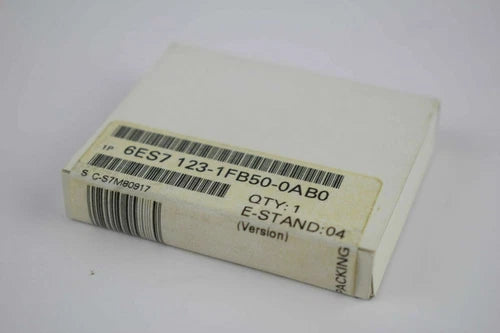 1P 6ES7 123-1FB50-0AB0
S C-S7M80917
QTY: 1
E-STAND:04
(Version)
PACKING